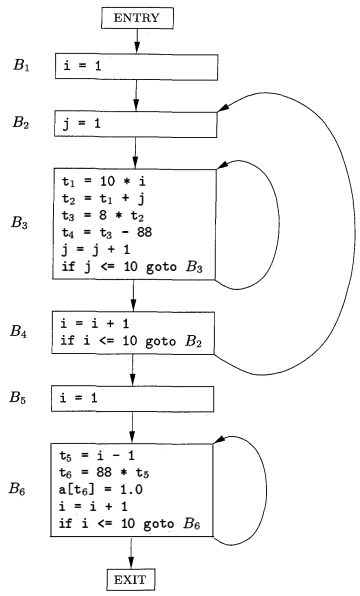 ENTRY
B₁ i = 1
B₂ j = 1
t₁ = 10 * i
t₂ = t₁ + j
B₃ t₃ = 8 * t₂
t₄ = t₃ - 88
j = j + 1
if j <= 10 goto B₃
B₄ i = i + 1
if i <= 10 goto B₂
B₅ i = 1
t₅ = i - 1
t₆ = 88 * t₅
B₆ a[t₆] = 1.0
i = i + 1
if i <= 10 goto B₆
EXIT